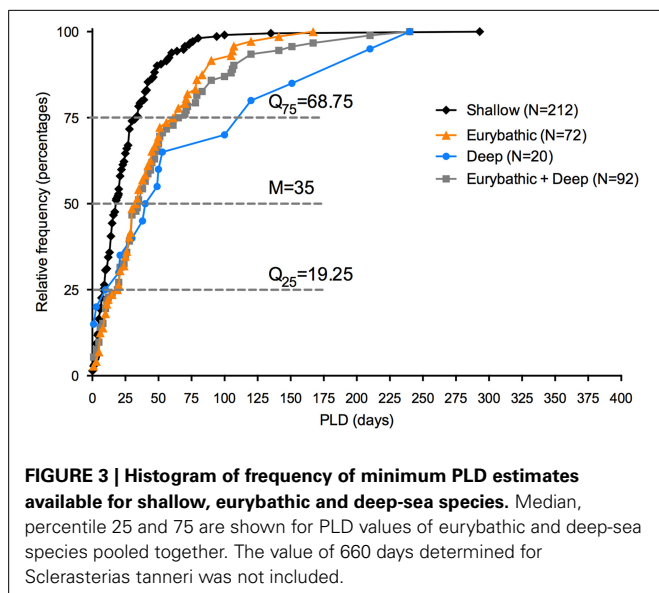 Relative frequency (percentages)
100
75
50
25
0
Q75=68.75
M=35
Q25=19.25
Shallow (N=212)
Eurybathic (N=72)
Deep (N=20)
Eurybathic + Deep (N=92)
0 25 50 75 100 125 150 175 200 225 250 275 300 325 350 375 400
PLD (days)
FIGURE 3 | Histogram of frequency of minimum PLD estimates
available for shallow, eurybathic and deep-sea species. Median,
percentile 25 and 75 are shown for PLD values of eurybathic and deep-sea
species pooled together. The value of 660 days determined for
Sclerasterias tanneri was not included.